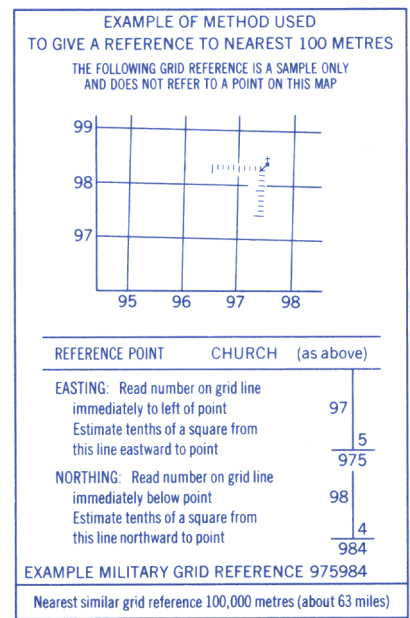 EXAMPLE OF METHOD USED
TO GIVE A REFERENCE TO NEAREST 100 METRES
THE FOLLOWING GRID REFERENCE IS A SAMPLE ONLY
AND DOES NOT REFER TO A POINT ON THIS MAP
99
98
97
95 96 97 98
REFERENCE POINT CHURCH (as above)
EASTING: Read number on grid line
immediately to left of point 97
Estimate tenths of a square from
this line eastward to point 5
975
NORTHING: Read number on grid line
immediately below point 98
Estimate tenths of a square from
this line northward to point 4
984
EXAMPLE MILITARY GRID REFERENCE 975984
Nearest similar grid reference 100,000 metres (about 63 miles)